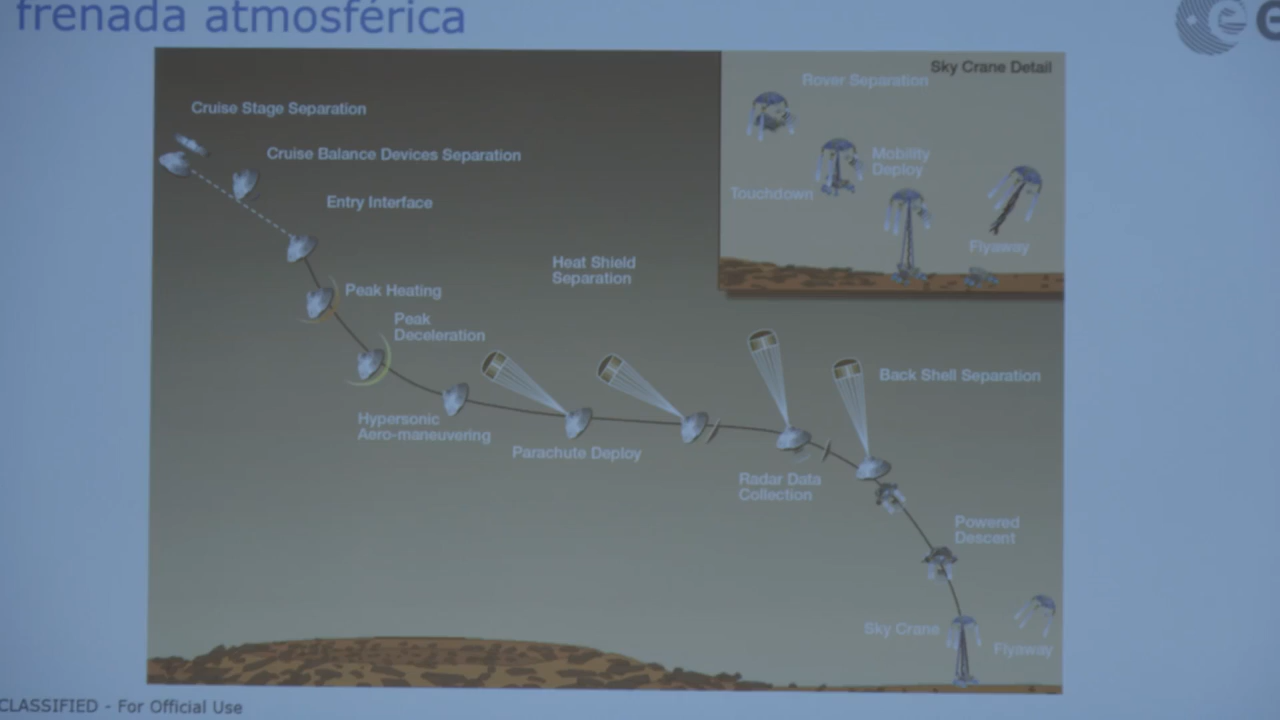 frenada atmosférica
esa
Sky Crane Detail
Rover Separation
Cruise Stage Separation
Cruise Balance Devices Separation
Mobility
Deploy
Touchdown
Entry Interface
Flyaway
Heat Shield
Separation
Peak Heating
Peak
Deceleration
Back Shell Separation
Hypersonic
Aero-maneuvering
Parachute Deploy
Radar Data
Collection
Powered
Descent
Sky Crane
Flyaway
CLASSIFIED - For Official Use